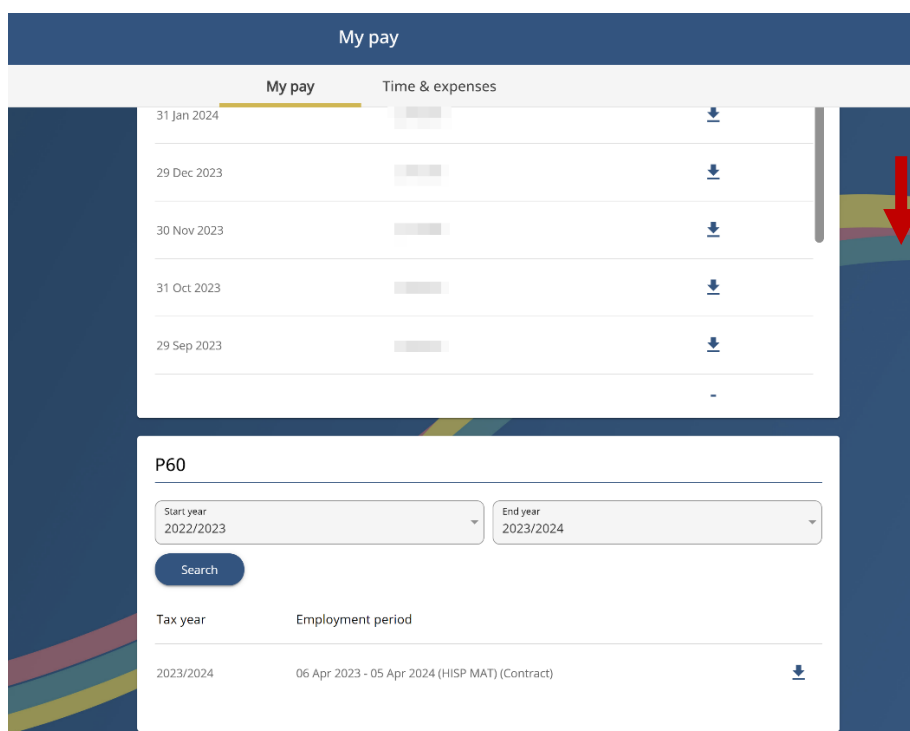 My pay
My pay Time & expenses
31 Jan 2024
29 Dec 2023
30 Nov 2023
31 Oct 2023
29 Sep 2023
-
P60
Start year End year
2022/2023 2023/2024
Search
Tax year Employment period
2023/2024 06 Apr 2023 - 05 Apr 2024 (HISP MAT) (Contract)